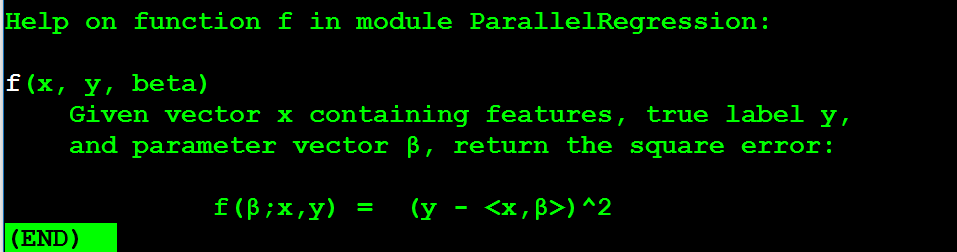 Help on function f in module ParallelRegression:
f(x, y, beta)
Given vector x containing features, true label y,
and parameter vector β, return the square error:
f(β;x,y) =  (y - <x,β>)^2
(END)